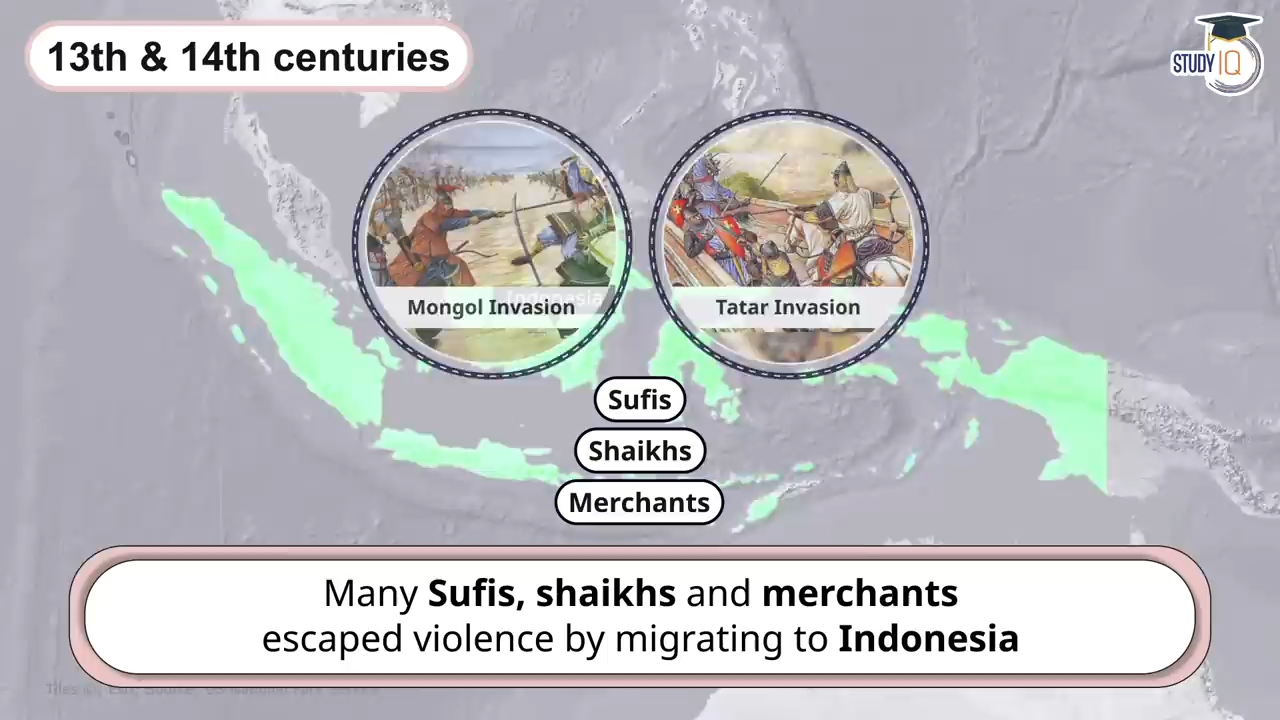 13th & 14th centuries
STUDY IQ
Indonesia
Mongol Invasion
Tatar Invasion
Sufis
Shaikhs
Merchants
Many Sufis, shaikhs and merchants
escaped violence by migrating to Indonesia